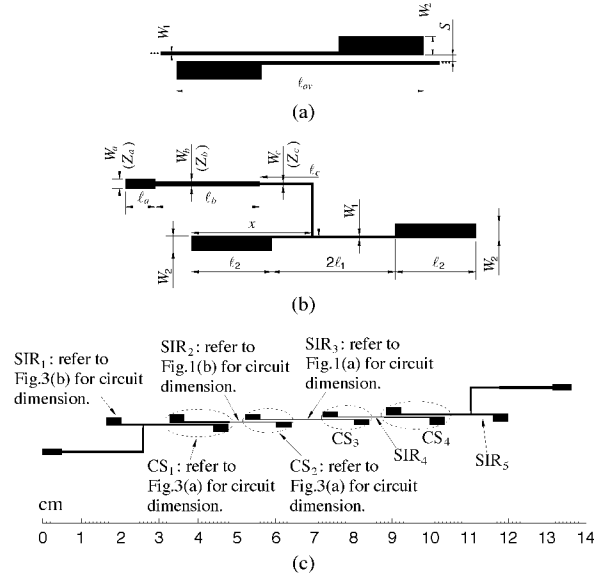 W₁
W₂
S
ℓov
(a)
Wa
(Za)
Wb
(Zb)
Wc
(Zc)
ℓc
ℓa
ℓb
x
W₁
W₂
ℓ₂
2ℓ₁
ℓ₂
W₂
(b)
SIR₁: refer to
Fig.3(b) for circuit
dimension.
SIR₂: refer to
Fig.1(b) for circuit
dimension.
SIR₃: refer to
Fig.1(a) for circuit
dimension.
CS₁: refer to
Fig.3(a) for circuit
dimension.
CS₂: refer to
Fig.3(a) for circuit
dimension.
CS₃
SIR₄
CS₄
SIR₅
cm
0 1 2 3 4 5 6 7 8 9 10 11 12 13 14
(c)